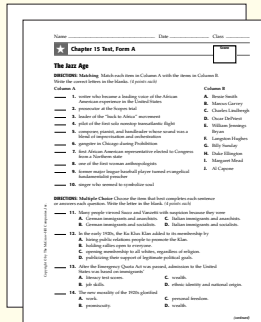 Name Date Class
Chapter 15 Test, Form A
Score
The Jazz Age
DIRECTIONS: Matching Match each item in Column A with the items in Column B.
Write the correct letters in the blanks. (4 points each)
Column A
Column B
1. writer who became a leading voice of the African
American experience in the United States
2. prosecutor at the Scopes trial
3. leader of the "back to Africa" movement
4. pilot of the first solo nonstop transatlantic flight
5. composer, pianist, and bandleader whose sound was a
blend of improvisation and orchestration
6. gangster in Chicago during Prohibition
7. first African American representative elected to Congress
from a Northern state
8. one of the first woman anthropologists
9. former major league baseball player turned evangelical
fundamentalist preacher
10. singer who seemed to symbolize soul
A. Bessie Smith
B. Marcus Garvey
C. Charles Lindbergh
D. Oscar DePriest
E. William Jennings
Bryan
F. Langston Hughes
G. Billy Sunday
H. Duke Ellington
I. Margaret Mead
J. Al Capone
DIRECTIONS: Multiple Choice Choose the item that best completes each sentence
or answers each question. Write the letter in the blank. (4 points each)
11. Many people viewed Sacco and Vanzetti with suspicion because they were
A. German immigrants and anarchists. C. Italian immigrants and anarchists.
B. German immigrants and socialists. D. Italian immigrants and socialists.
12. In the early 1920s, the Ku Klux Klan added to its membership by
A. hiring public relations people to promote the Klan.
B. holding rallies open to everyone.
C. opening membership to all whites, regardless of religion.
D. publicizing their support of legitimate political goals.
13. After the Emergency Quota Act was passed, admission to the United
States was based on immigrants'
A. literacy test scores. C. wealth.
B. job skills. D. ethnic identity and national origin.
14. The new morality of the 1920s glorified
A. work. C. personal freedom.
B. promiscuity. D. wealth.
Copyright © by The McGraw-Hill Companies, Inc.
(continued)